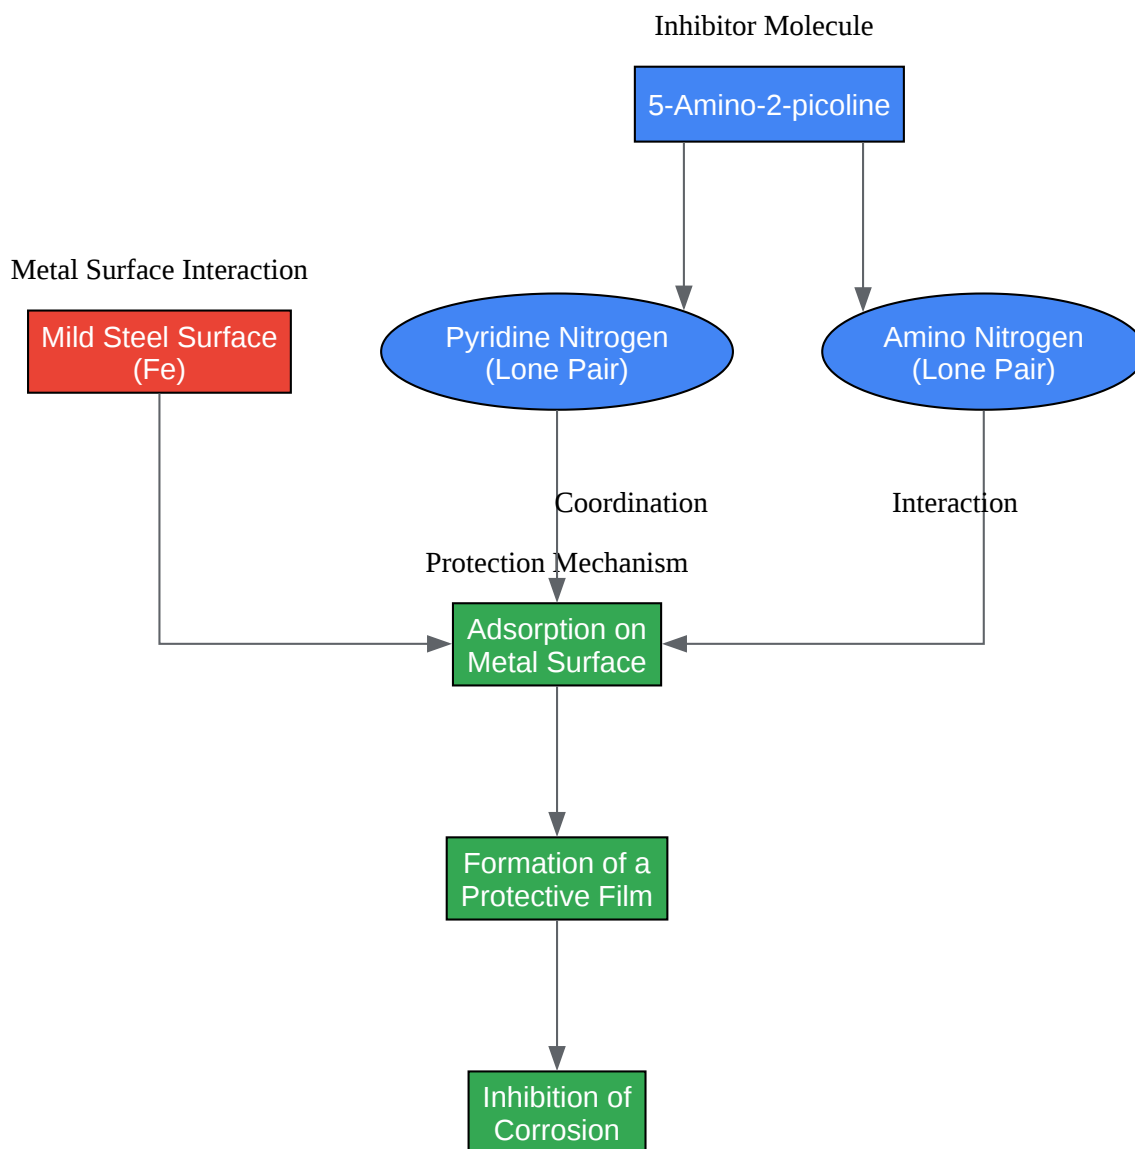 Inhibitor Molecule
5-Amino-2-picoline
Metal Surface Interaction
Mild Steel Surface
(Fe)
Pyridine Nitrogen
(Lone Pair)
Amino Nitrogen
(Lone Pair)
Coordination
Interaction
Protection Mechanism
Adsorption on
Metal Surface
Formation of a
Protective Film
Inhibition of
Corrosion